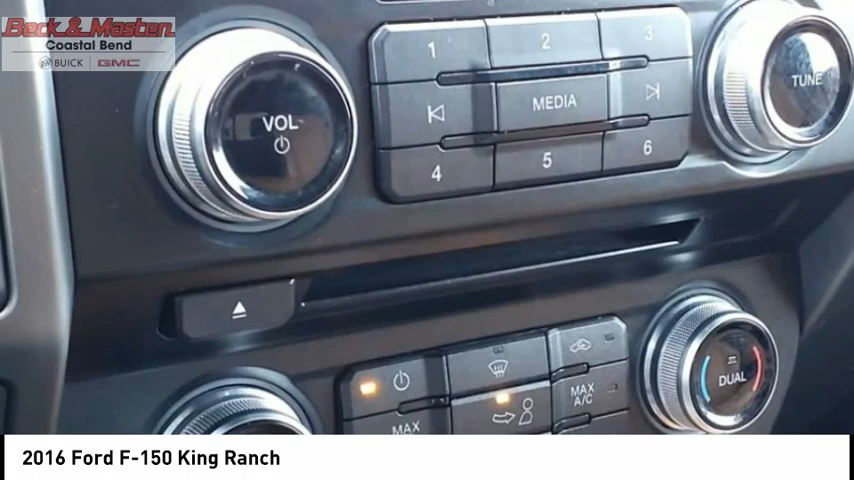 Beck & Masten
Coastal Bend
BUICK | GMC
1 2 3
VOL
MEDIA
TUNE
4 5 6
MAX
A/C
DUAL
MAX
2016 Ford F-150 King Ranch